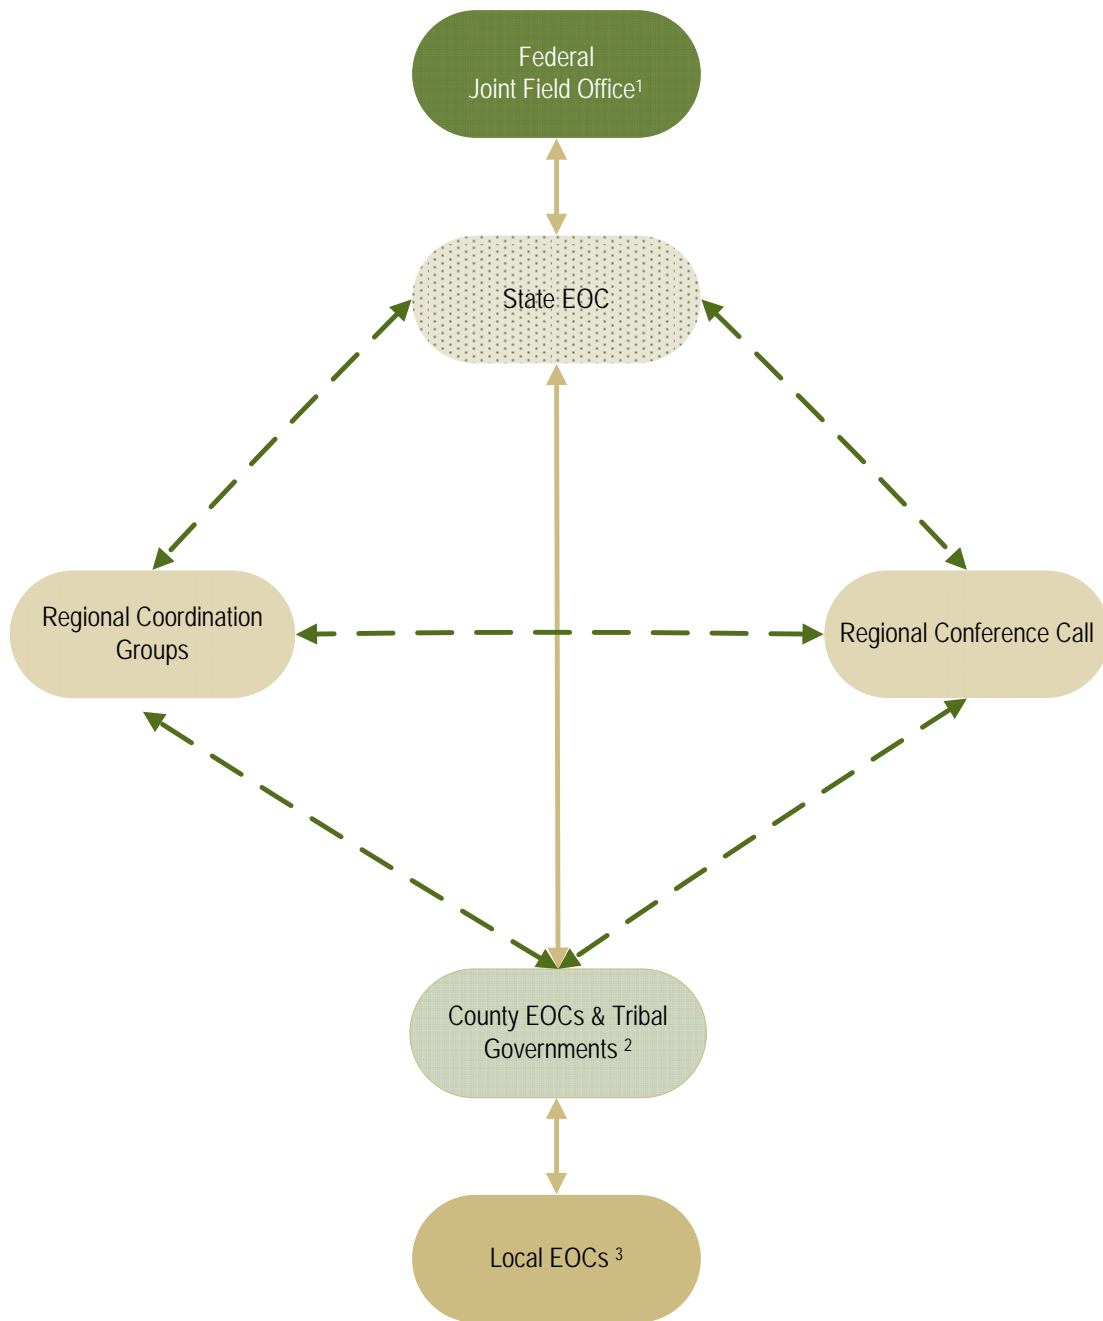 Federal
Joint Field Office¹
State EOC
Regional Coordination
Groups
Regional Conference Call
County EOCs & Tribal
Governments ²
Local EOCs ³